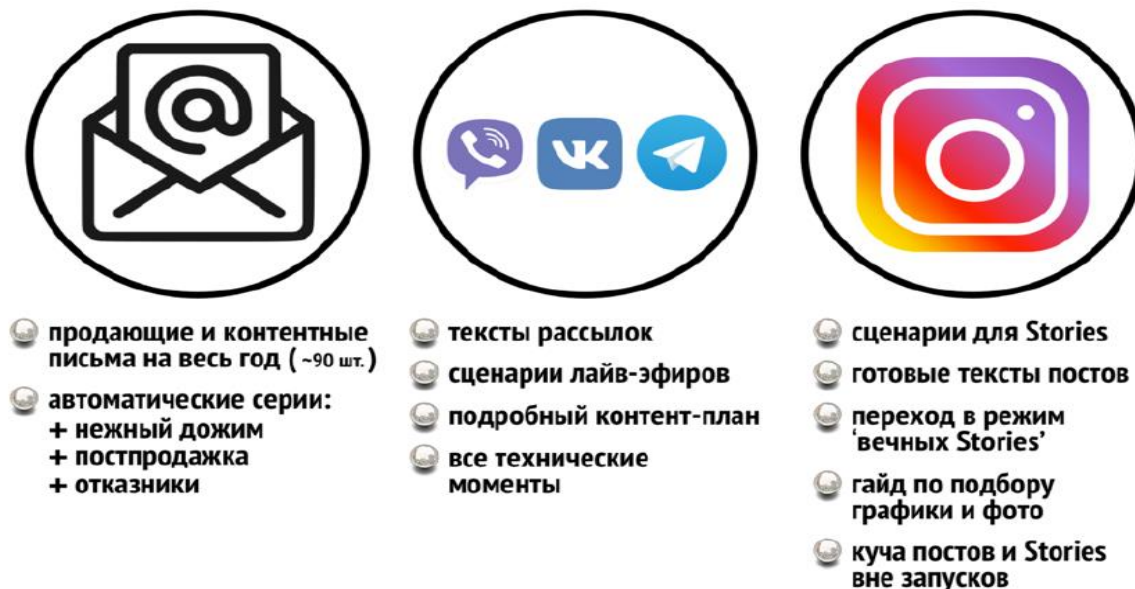 продающие и контентные
письма на весь год ( ~90 шт. )
автоматические серии:
+ нежный дожим
+ постпродажка
+ отказники
тексты рассылок
сценарии лайв-эфиров
подробный контент-план
все технические
моменты
сценарии для Stories
готовые тексты постов
переход в режим
‘вечных Stories’
гайд по подбору
графики и фото
куча постов и Stories
вне запусков